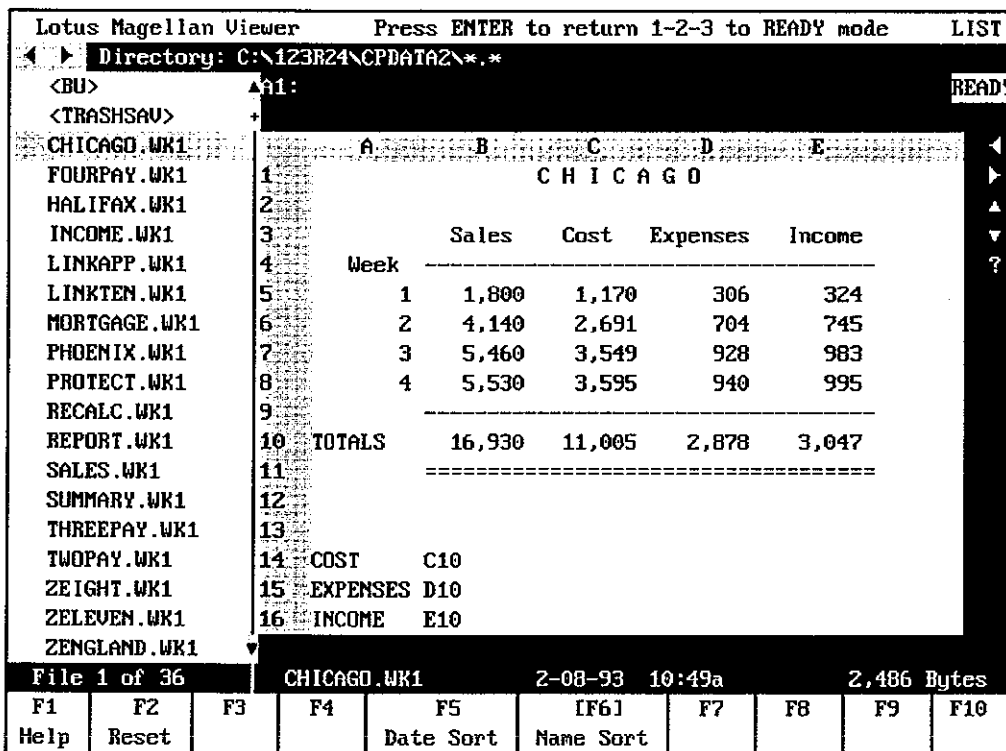 Lotus Magellan Viewer Press ENTER to return 1-2-3 to READY mode LIST
Directory: C:\123R24\CPDATA2\*.*
<BU> A1: READY
<TRASHSAV> +
CHICAGO.WK1 A B C D E
FOURPAY.WK1 1 C H I C A G O
HALIFAX.WK1 2
INCOME.WK1 3 Sales Cost Expenses Income
LINKAPP.WK1 4 Week ?
LINKTEN.WK1 5 1 1,800 1,170 306 324
MORTGAGE.WK1 6 2 4,140 2,691 704 745
PHOENIX.WK1 7 3 5,460 3,549 928 983
PROTECT.WK1 8 4 5,530 3,595 940 995
RECALC.WK1 9
REPORT.WK1 10 TOTALS 16,930 11,005 2,878 3,047
SALES.WK1 11
SUMMARY.WK1 12
THREEPAY.WK1 13
TWOPAY.WK1 14 COST C10
ZEIGHT.WK1 15 EXPENSES D10
ZELEVEN.WK1 16 INCOME E10
ZENGLAND.WK1
File 1 of 36 CHICAGO.WK1 2-08-93 10:49a 2,486 Bytes
F1 F2 F3 F4 F5 [F6] F7 F8 F9 F10
Help Reset Date Sort Name Sort